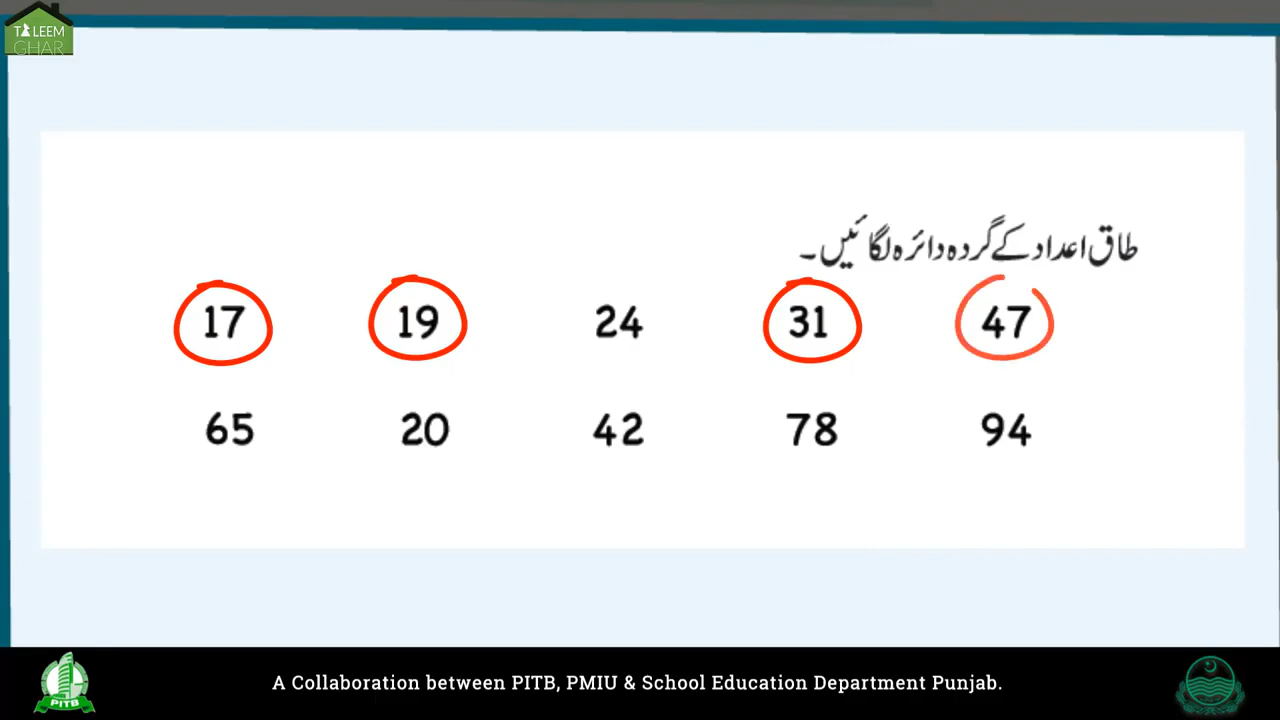 TALEEM
GHAR
طاق اعداد کے گردہ دائرہ لگائیں۔
17 19 24 31 47
65 20 42 78 94
PITB
A Collaboration between PITB, PMIU & School Education Department Punjab.